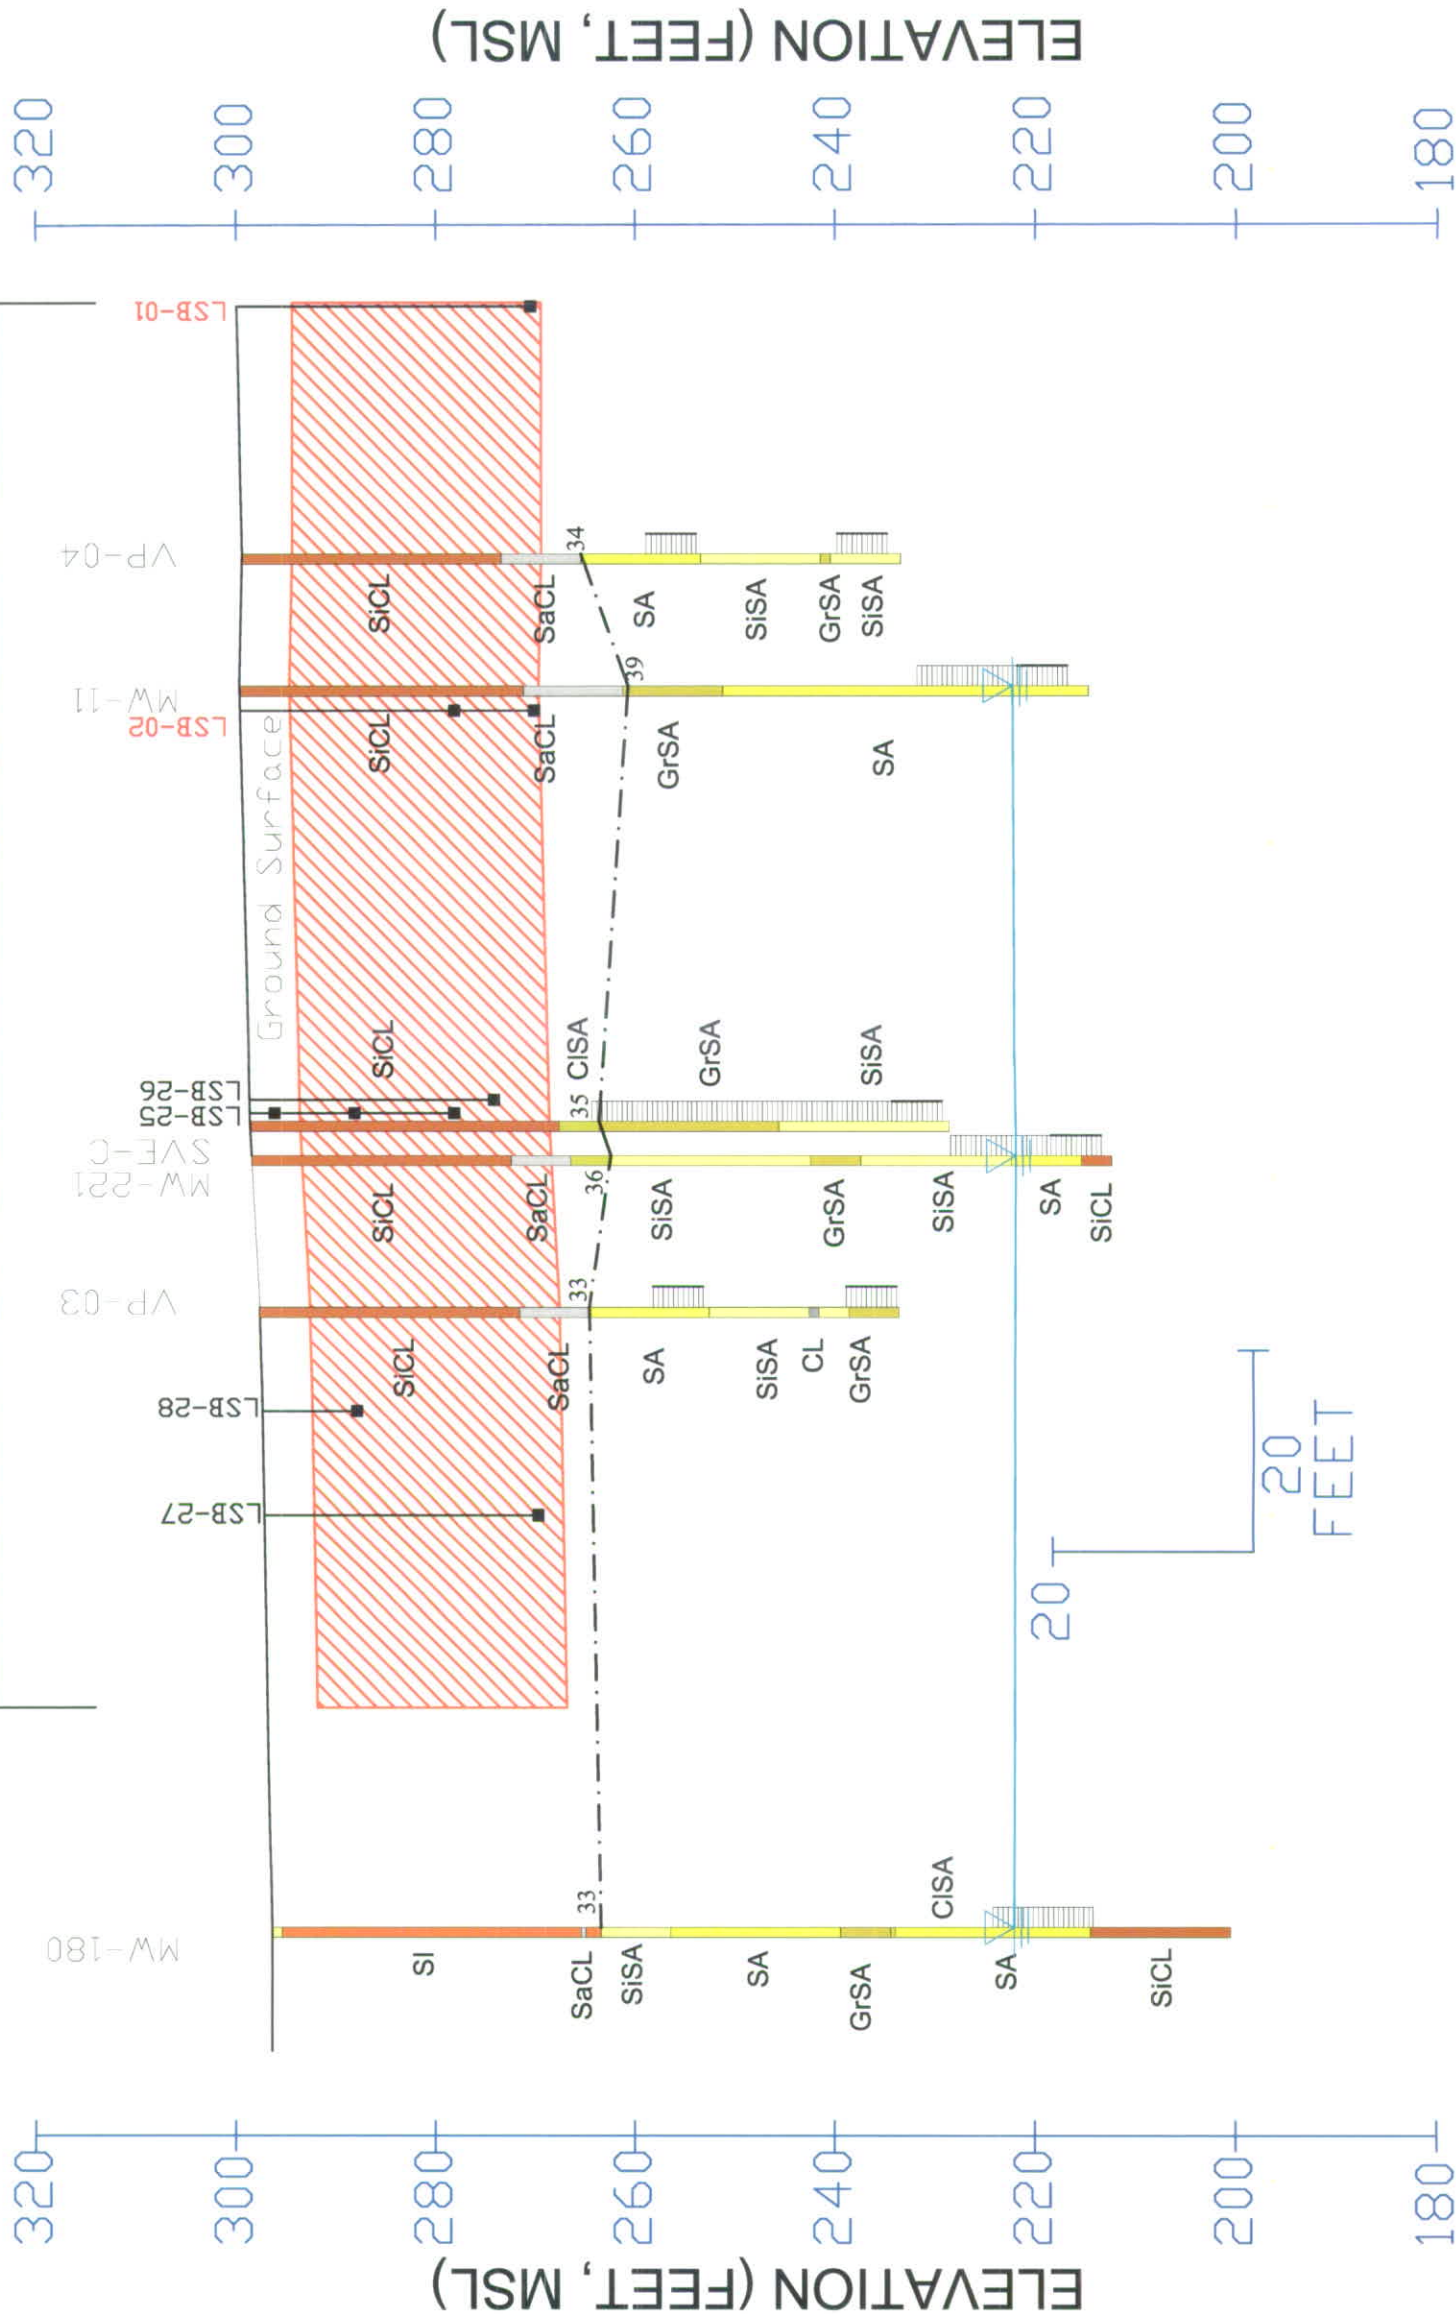 ELEVATION (FEET, MSL)
320
300
280
260
240
220
200
180
LSB-01
VP-04
SiCL
SaCL
34
SA
SiSA
GrSA
SiSA
MW-11
LSB-02
SiCL
SaCL
39
GrSA
SA
Ground Surface
LSB-26
LSB-25
SVE-C
SiCL
ClSA
35
GrSA
SiSA
MW-221
SiCL
SaCL
36
SiSA
GrSA
SiSA
SA
SiCL
VP-03
SiCL
SaCL
33
SA
SiSA
CL
GrSA
LSB-28
LSB-27
20
20
FEET
MW-180
SI
SaCL
33
SiSA
SA
GrSA
ClSA
SA
SiCL
320
300
280
260
240
220
200
180
ELEVATION (FEET, MSL)